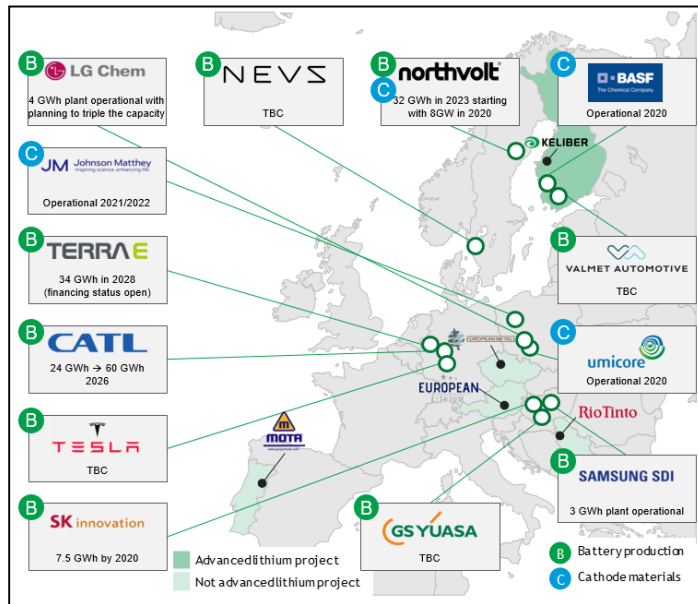 B
LG Chem
4 GWh plant operational with
planning to triple the capacity
B
NEVS
TBC
B
C
northvolt
32 GWh in 2023 starting
with 8GW in 2020
C
BASF
The Chemical Company
Operational 2020
KELIBER
C
JM Johnson Matthey
Inspiring science, enhancing life
Operational 2021/2022
B
TERRA E
34 GWh in 2028
(financing status open)
B
VALMET AUTOMOTIVE
TBC
B
CATL
24 GWh → 60 GWh
2026
EUROPEAN METALS
EUROPEAN
LITHIUM
C
umicore
Operational 2020
B
TESLA
TBC
M
MOTA
RioTinto
B
SAMSUNG SDI
3 GWh plant operational
B
SK innovation
7.5 GWh by 2020
B
GS YUASA
TBC
Advanced lithium project
Not advanced lithium project
B Battery production
C Cathode materials